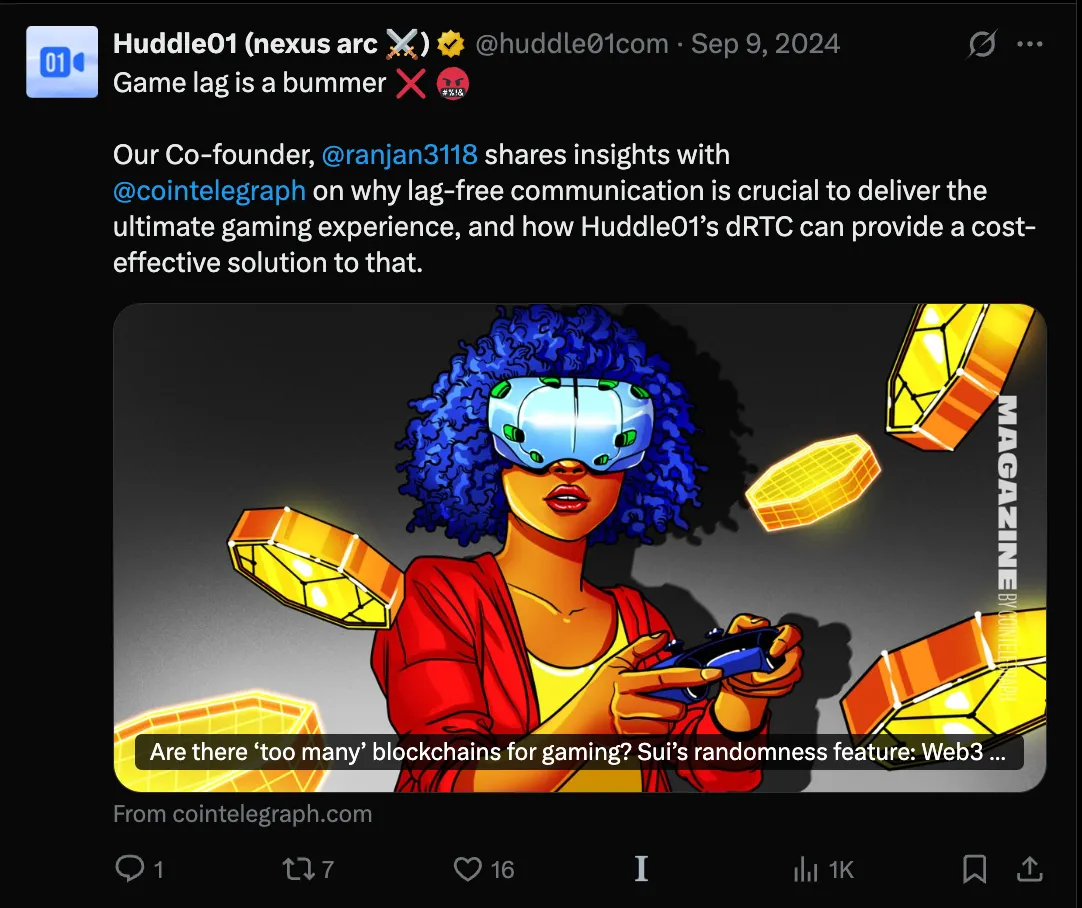 01
Huddle01 (nexus arc ⚔️) @huddle01com · Sep 9, 2024
Game lag is a bummer ❌ 🤬
Our Co-founder, @ranjan3118 shares insights with
@cointelegraph on why lag-free communication is crucial to deliver the
ultimate gaming experience, and how Huddle01’s dRTC can provide a cost-
effective solution to that.
MAGAZINE
BY COINTELEGRAPH
Are there ‘too many’ blockchains for gaming? Sui’s randomness feature: Web3 ...
From cointelegraph.com
1 7 16 1K